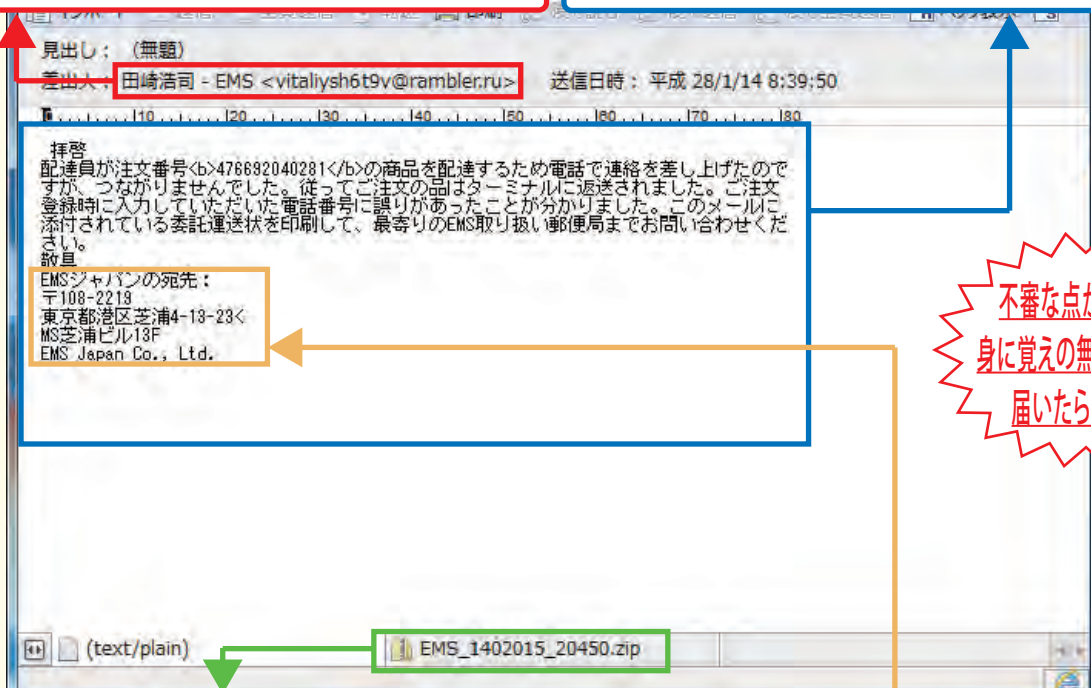 見出し： (無題)
差出人： 田崎浩司 - EMS <vitaliysh6t9v@rambler.ru> 送信日時： 平成 28/1/14 8:39:50
10 20 30 40 50 60 70 80
拝啓
配達員が注文番号<b>476692040281</b>の商品を配達するため電話で連絡を差し上げたので
すが、つながりませんでした。従ってご注文の品はターミナルに返送されました。ご注文
登録時に入力していただいた電話番号に誤りがあったことが分かりました。このメールに
添付されている委託運送状を印刷して、最寄りのEMS取り扱い郵便局までお問い合わせくだ
さい。
敬具
EMSジャパンの宛先：
〒108-2219
東京都港区芝浦4-13-23<
MS芝浦ビル13F
EMS Japan Co., Ltd.
不審な点が
身に覚えの無
届いたら
(text/plain) EMS_1402015_20450.zip